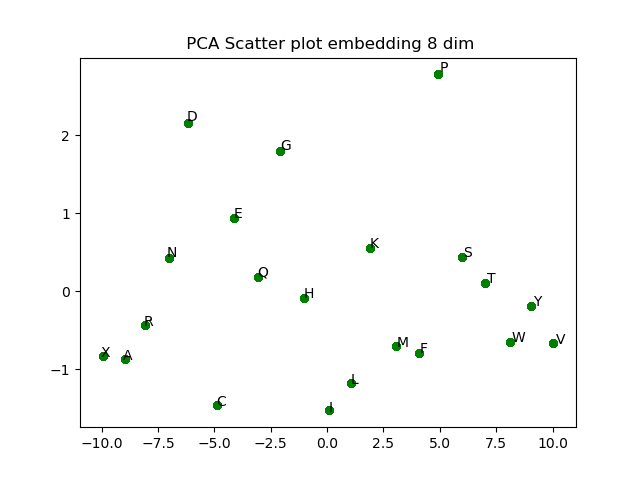 PCA Scatter plot embedding 8 dim
P
D
G
E
K
N
S
Q
T
H
Y
R
W
V
M
F
X
A
L
C
I
2
1
0
−1
−10.0 −7.5 −5.0 −2.5 0.0 2.5 5.0 7.5 10.0